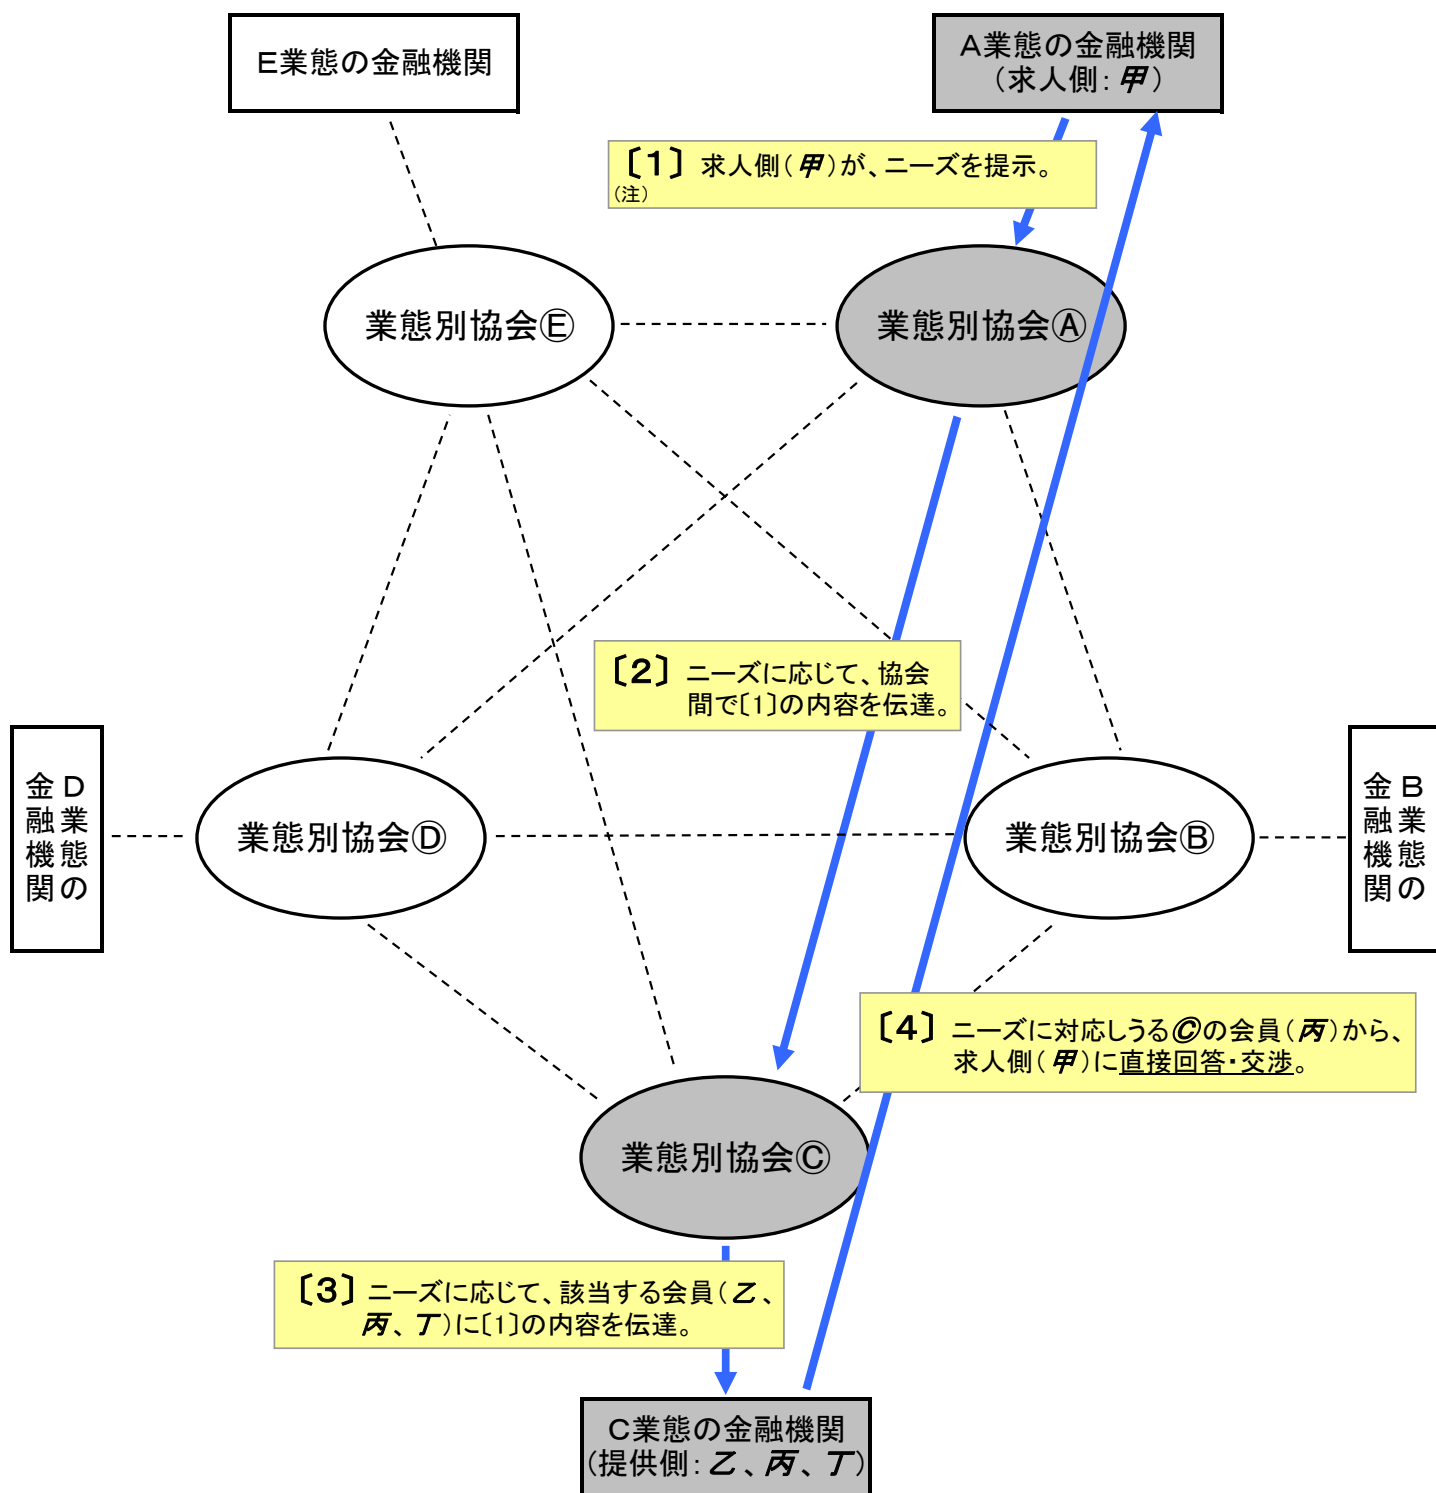 E業態の金融機関
A業態の金融機関
（求人側：甲）
〔１〕 求人側（甲）が、ニーズを提示。
（注）
業態別協会Ⓔ
業態別協会Ⓐ
〔２〕 ニーズに応じて、協会
間で〔１〕の内容を伝達。
D業態の
金融機関
業態別協会Ⓓ
業態別協会Ⓑ
B業態の
金融機関
〔４〕 ニーズに対応しうるⒸの会員（丙）から、
求人側（甲）に直接回答・交渉。
業態別協会Ⓒ
〔３〕 ニーズに応じて、該当する会員（乙、
丙、丁）に〔１〕の内容を伝達。
C業態の金融機関
（提供側：乙、丙、丁）